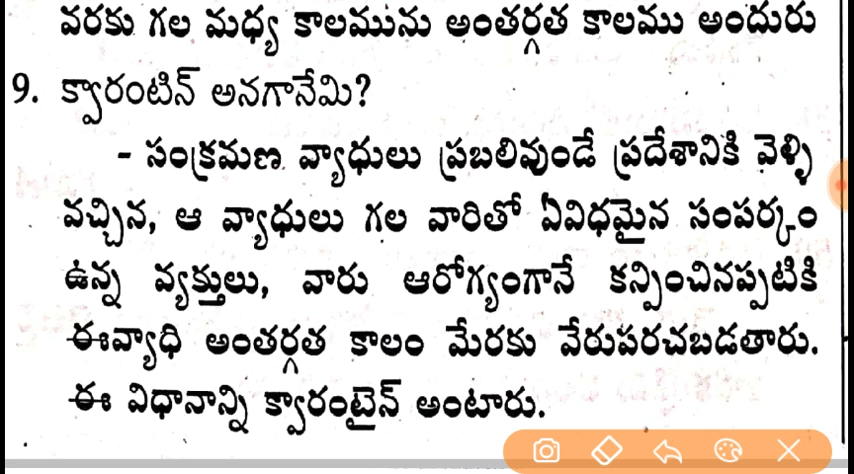 వరకు గల మధ్య కాలమును అంతర్గత కాలము అందురు
9. క్వారంటిన్ అనగానేమి?
- సంక్రమణ వ్యాధులు ప్రబలివుండే ప్రదేశానికి వెళ్ళి
వచ్చిన, ఆ వ్యాధులు గల వారితో ఏవిధమైన సంపర్కం
ఉన్న వ్యక్తులు, వారు ఆరోగ్యంగానే కన్పించినప్పటికి
ఈవ్యాధి అంతర్గత కాలం మేరకు వేరుపరచబడతారు.
ఈ విధానాన్ని క్వారంటైన్ అంటారు.